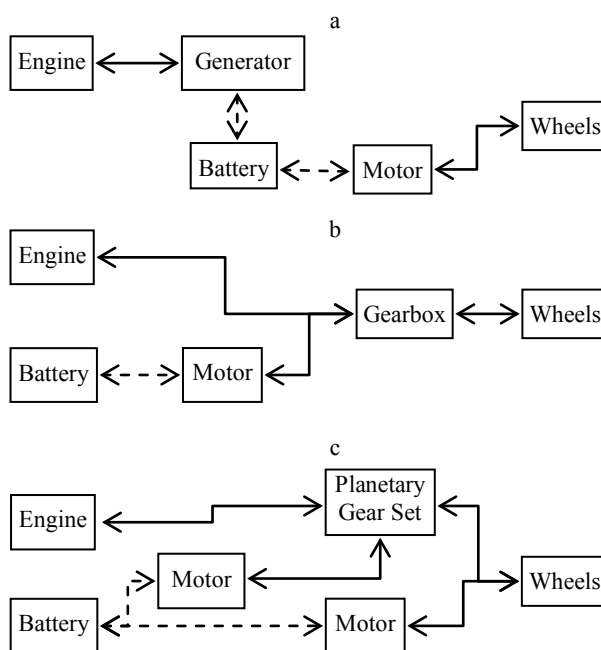 a
Engine
Generator
Wheels
Battery
Motor
b
Engine
Gearbox
Wheels
Battery
Motor
c
Planetary
Gear Set
Engine
Motor
Wheels
Battery
Motor